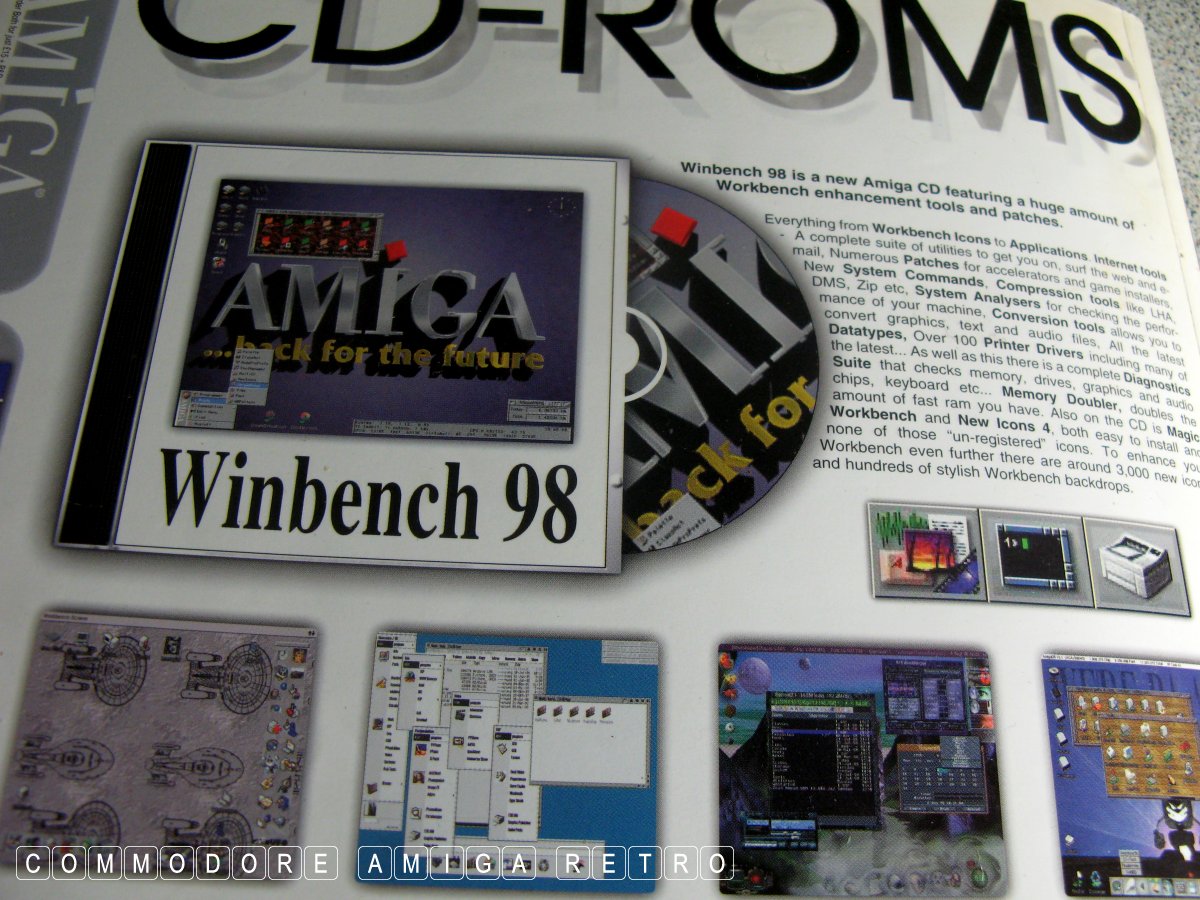 CD-ROMS
AMIGA
Winbench 98 is a new Amiga CD featuring a huge amount of
Workbench enhancement tools and patches.
Everything from Workbench Icons to Applications. Internet tools
- A complete suite of utilities to get you on, surf the web and e-
mail, Numerous Patches for accelerators and game installers,
New System Commands, Compression tools like LHA,
DMS, Zip etc, System Analysers for checking the perfor-
mance of your machine, Conversion tools allows you to
convert graphics, text and audio files, All the latest
Datatypes, Over 100 Printer Drivers including many of
the latest... As well as this there is a complete Diagnostics
Suite that checks memory, drives, graphics and audio
chips, keyboard etc... Memory Doubler, doubles the
amount of fast ram you have. Also on the CD is Magic
Workbench and New Icons 4, both easy to install and
none of those "un-registered" icons. To enhance
Workbench even further there are around 3,000 new
and hundreds of stylish Workbench backdrops.
AMIGA
...back for the future
Winbench 98
back for
COMMODORE AMIGA RETRO